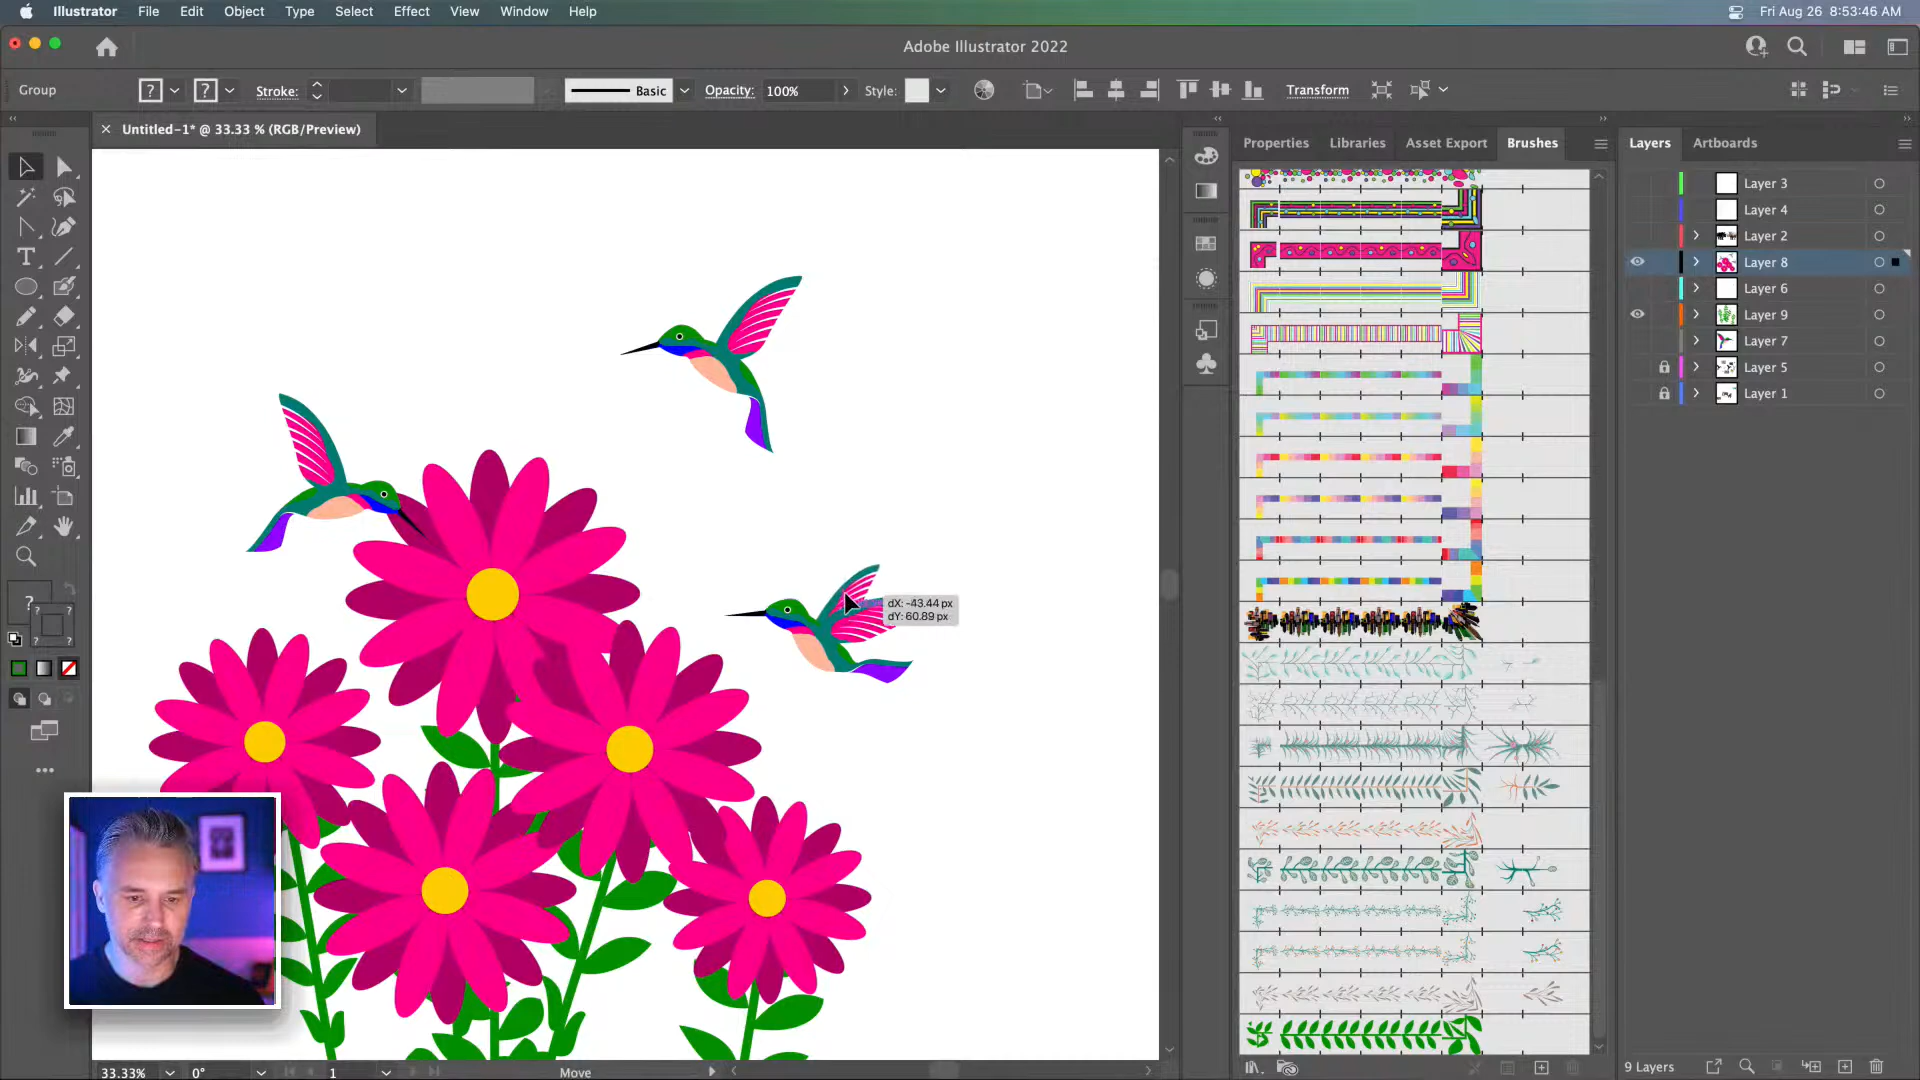 Illustrator File Edit Object Type Select Effect View Window Help
Fri Aug 26 8:53:46 AM
Adobe Illustrator 2022
Group
?
?
Stroke:
Basic
Opacity: 100%
Style:
Transform
Untitled-1* @ 33.33 % (RGB/Preview)
Properties Libraries Asset Export Brushes
Layers Artboards
Layer 3
Layer 4
Layer 2
Layer 8
Layer 6
Layer 9
Layer 7
Layer 5
Layer 1
dX: -43.44 px
dY: 60.89 px
?
? ?
? ?
33.33% 0° 1 Move
9 Layers